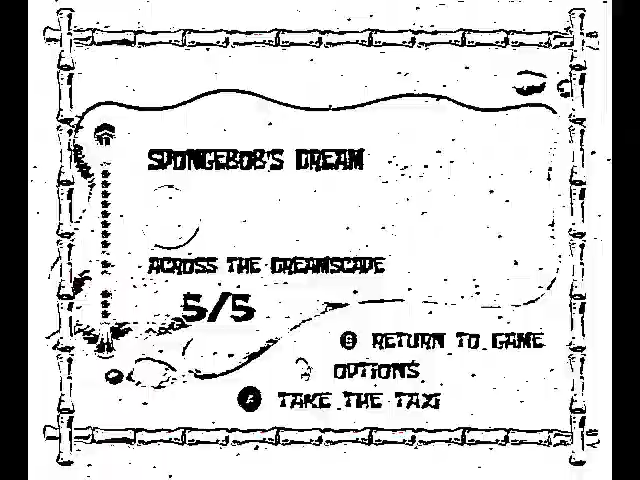 SPONGEBOB'S DREAM
ACROSS THE DREAMSCAPE
5/5
B RETURN TO GAME
OPTIONS
A TAKE THE TAXI